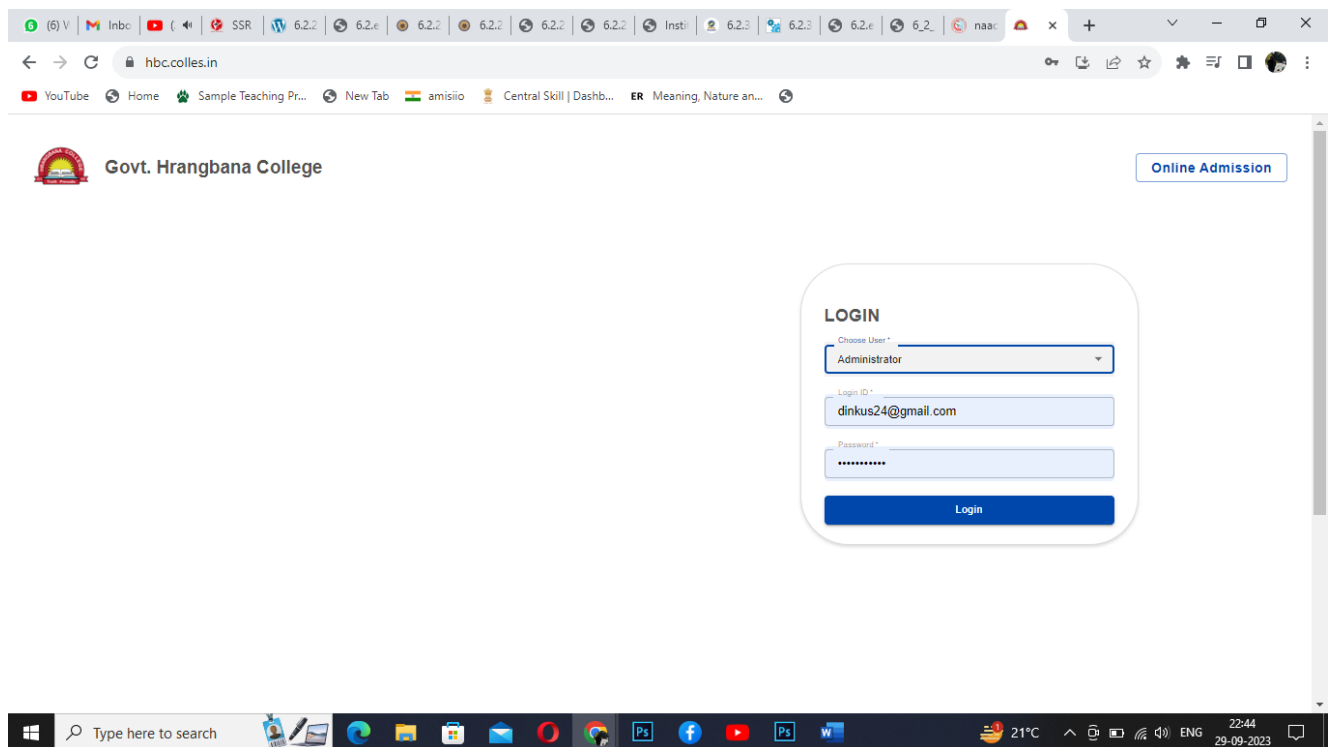 (6) V
Inbo
(.
SSR
6.2.2
6.2.e
6.2.2
6.2.2
6.2.2
6.2.2
Insti
6.2.3
6.2.3
6.2.e
6_2_
naac
hbc.colles.in
YouTube
Home
Sample Teaching Pr...
New Tab
amisiio
Central Skill | Dashb...
ER Meaning, Nature an...
Govt. Hrangbana College
Online Admission
LOGIN
Choose User *
Administrator
Login ID *
dinkus24@gmail.com
Password *
•••••••••••
Login
Type here to search
Ps
Ps
21°C
ENG
22:44
29-09-2023